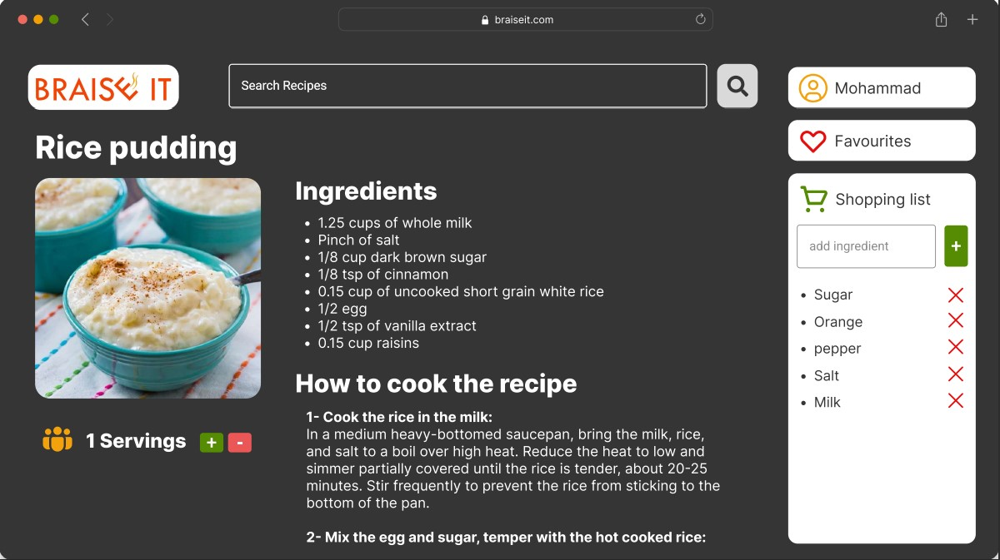 braiseit.com
BRAISE IT
Search Recipes
Mohammad
Favourites
Rice pudding
Ingredients
• 1.25 cups of whole milk
• Pinch of salt
• 1/8 cup dark brown sugar
• 1/8 tsp of cinnamon
• 0.15 cup of uncooked short grain white rice
• 1/2 egg
• 1/2 tsp of vanilla extract
• 0.15 cup raisins
How to cook the recipe
1- Cook the rice in the milk:
In a medium heavy-bottomed saucepan, bring the milk, rice,
and salt to a boil over high heat. Reduce the heat to low and
simmer partially covered until the rice is tender, about 20-25
minutes. Stir frequently to prevent the rice from sticking to the
bottom of the pan.
2- Mix the egg and sugar, temper with the hot cooked rice:
1 Servings + -
Shopping list
add ingredient +
• Sugar
• Orange
• pepper
• Salt
• Milk